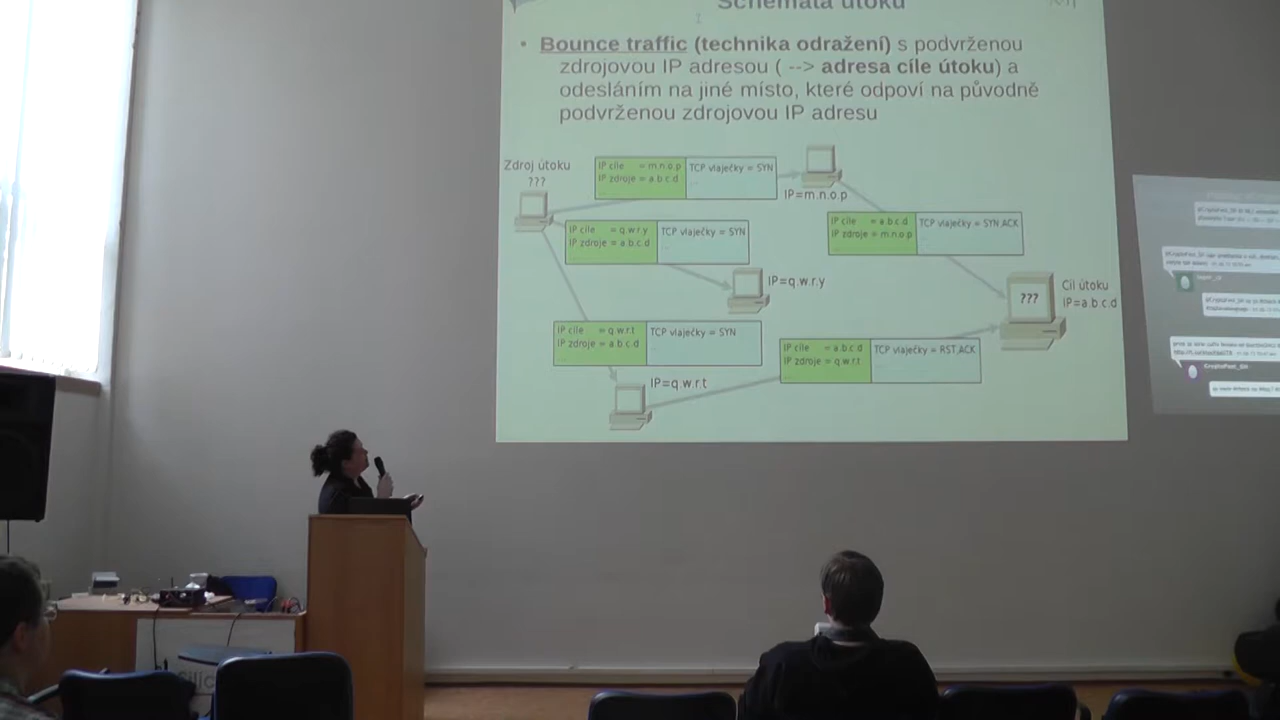 Schémata útoku
• Bounce traffic (technika odražení) s podvrženou
zdrojovou IP adresou ( --> adresa cíle útoku) a
odesláním na jiné místo, které odpoví na původně
podvrženou zdrojovou IP adresu
Zdroj útoku
???
IP cíle = m.n.o.p
IP zdroje = a.b.c.d
TCP vlaječky = SYN
IP=m.n.o.p
IP cíle = q.w.r.y
IP zdroje = a.b.c.d
TCP vlaječky = SYN
IP cíle = a.b.c.d
IP zdroje = m.n.o.p
TCP vlaječky = SYN,ACK
IP=q.w.r.y
???
Cíl útoku
IP=a.b.c.d
IP cíle = q.w.r.t
IP zdroje = a.b.c.d
TCP vlaječky = SYN
IP cíle = a.b.c.d
IP zdroje = q.w.r.t
TCP vlaječky = RST,ACK
IP=q.w.r.t